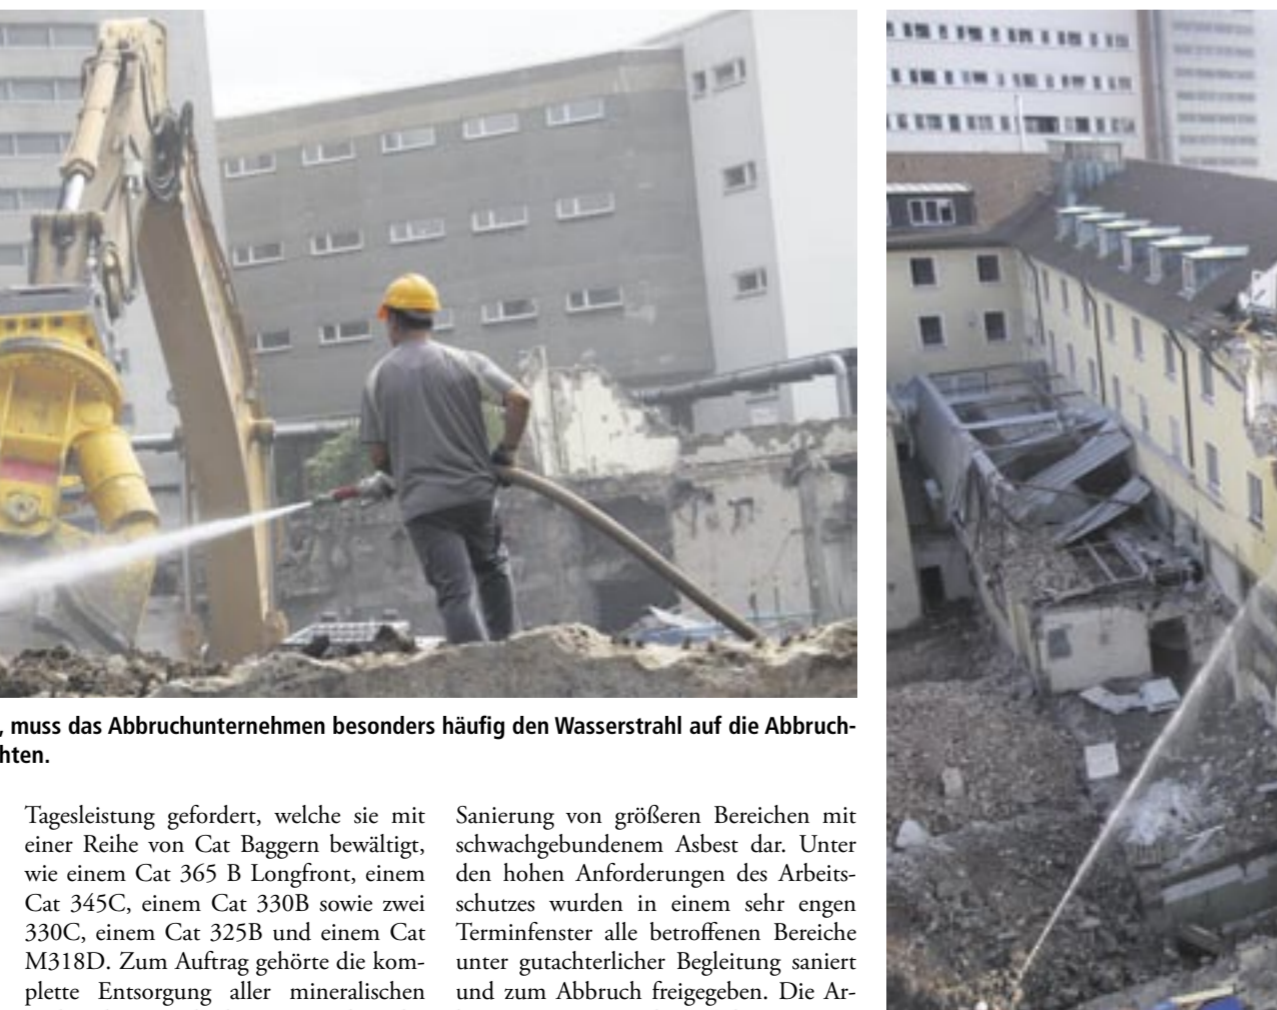 , muss das Abbruchunternehmen besonders häufig den Wasserstrahl auf die Abbruch-
hten.
Tagesleistung gefordert, welche sie mit
einer Reihe von Cat Baggern bewältigt,
wie einem Cat 365 B Longfront, einem
Cat 345C, einem Cat 330B sowie zwei
330C, einem Cat 325B und einem Cat
M318D. Zum Auftrag gehörte die kom-
plette Entsorgung aller mineralischen
Sanierung von größeren Bereichen mit
schwachgebundenem Asbest dar. Unter
den hohen Anforderungen des Arbeits-
schutzes wurden in einem sehr engen
Terminfenster alle betroffenen Bereiche
unter gutachterlicher Begleitung saniert
und zum Abbruch freigegeben. Die Ar-